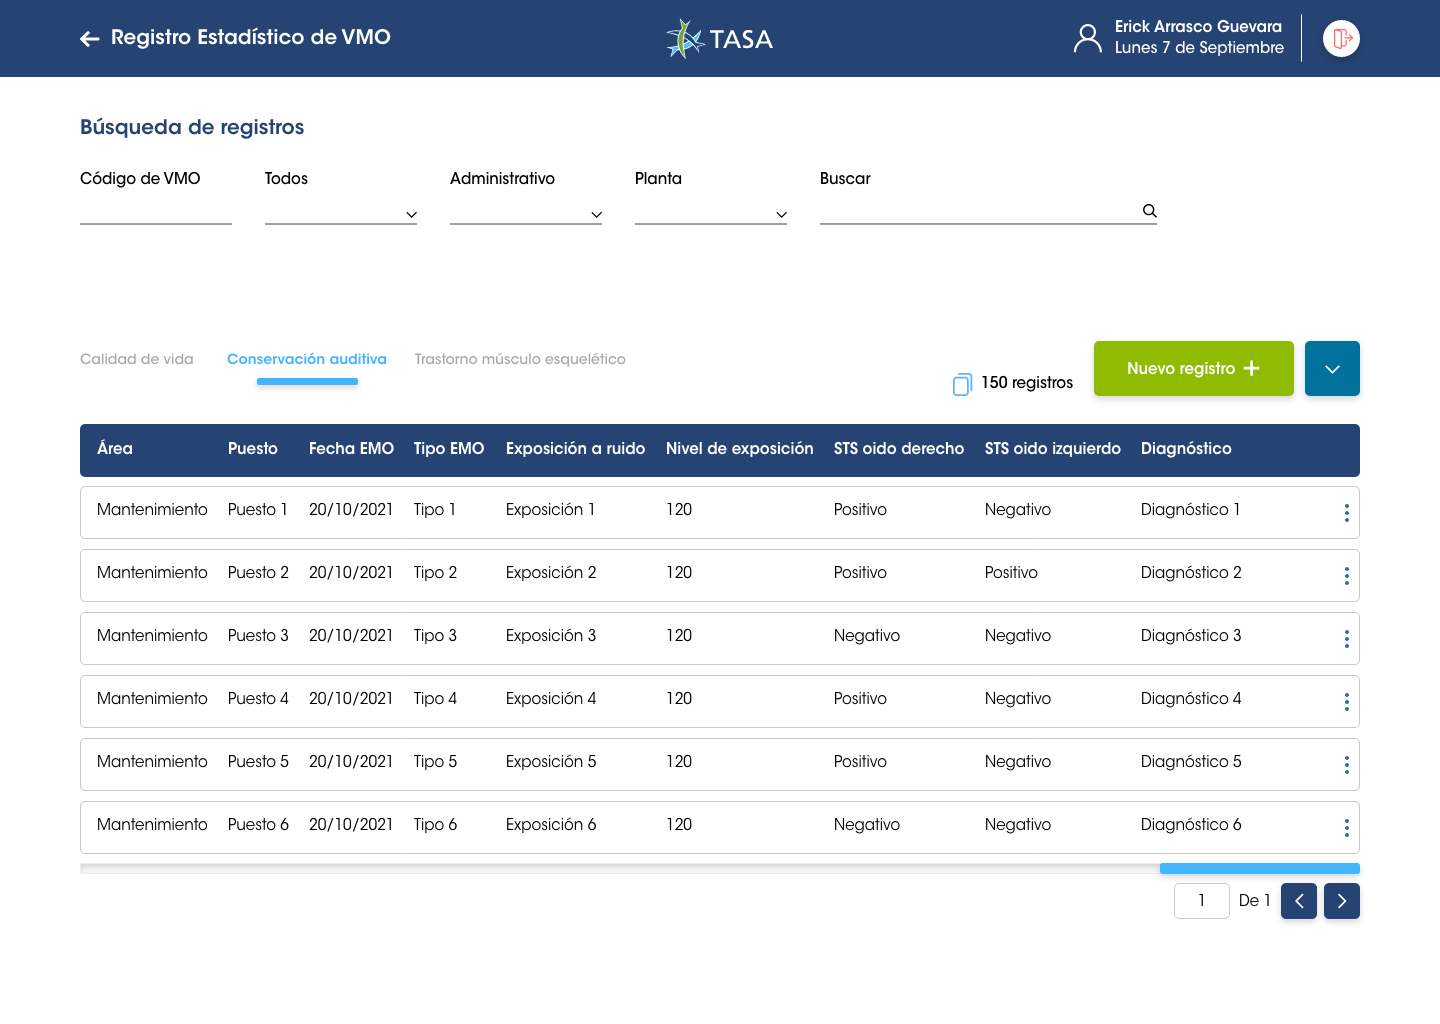 Registro Estadístico de VMO
TASA
Erick Arrasco Guevara
Lunes 7 de Septiembre
Búsqueda de registros
Código de VMO Todos Administrativo Planta Buscar
Calidad de vida Conservación auditiva Trastorno músculo esquelético
150 registros
Nuevo registro
Área Puesto Fecha EMO Tipo EMO Exposición a ruido Nivel de exposición STS oido derecho STS oido izquierdo Diagnóstico
Mantenimiento Puesto 1 20/10/2021 Tipo 1 Exposición 1 120 Positivo Negativo Diagnóstico 1
Mantenimiento Puesto 2 20/10/2021 Tipo 2 Exposición 2 120 Positivo Positivo Diagnóstico 2
Mantenimiento Puesto 3 20/10/2021 Tipo 3 Exposición 3 120 Negativo Negativo Diagnóstico 3
Mantenimiento Puesto 4 20/10/2021 Tipo 4 Exposición 4 120 Positivo Negativo Diagnóstico 4
Mantenimiento Puesto 5 20/10/2021 Tipo 5 Exposición 5 120 Positivo Negativo Diagnóstico 5
Mantenimiento Puesto 6 20/10/2021 Tipo 6 Exposición 6 120 Negativo Negativo Diagnóstico 6
1 De 1